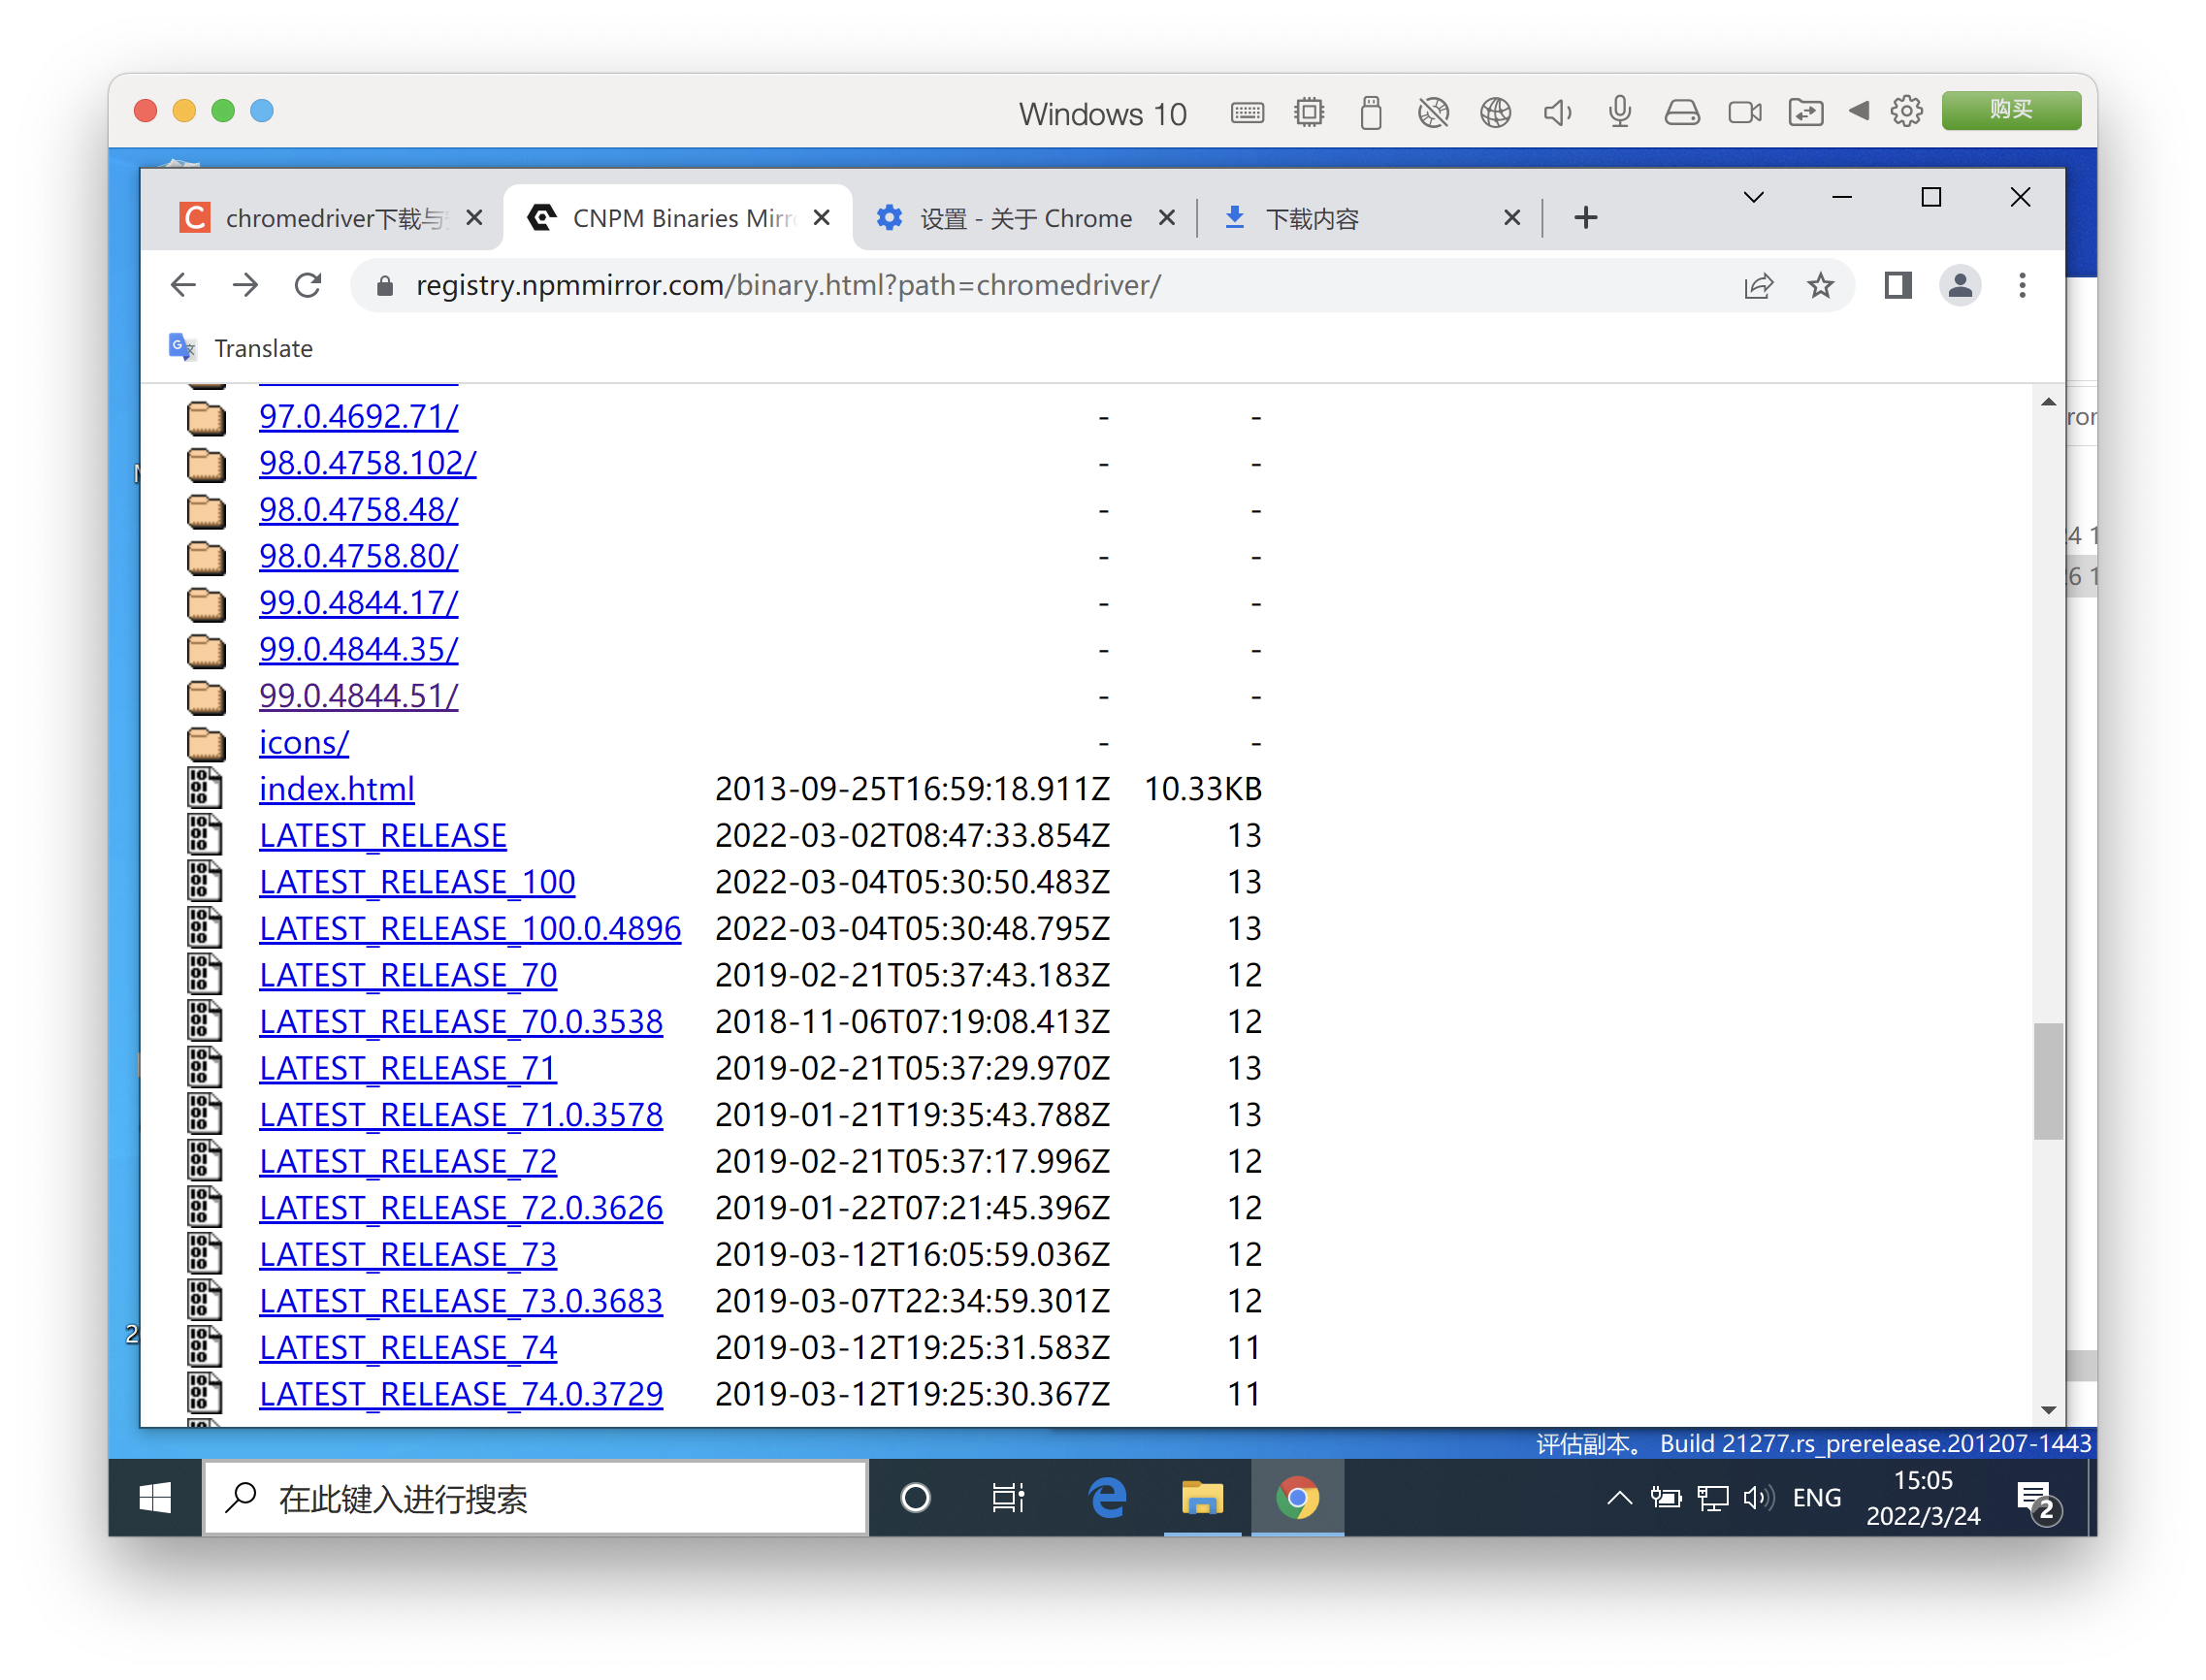 Windows 10
购买
chromedriver下载与
CNPM Binaries Mirr
设置 - 关于 Chrome
下载内容
registry.npmmirror.com/binary.html?path=chromedriver/
Translate
97.0.4692.71/ - -
98.0.4758.102/ - -
98.0.4758.48/ - -
98.0.4758.80/ - -
99.0.4844.17/ - -
99.0.4844.35/ - -
99.0.4844.51/ - -
icons/ - -
index.html 2013-09-25T16:59:18.911Z 10.33KB
LATEST_RELEASE 2022-03-02T08:47:33.854Z 13
LATEST_RELEASE_100 2022-03-04T05:30:50.483Z 13
LATEST_RELEASE_100.0.4896 2022-03-04T05:30:48.795Z 13
LATEST_RELEASE_70 2019-02-21T05:37:43.183Z 12
LATEST_RELEASE_70.0.3538 2018-11-06T07:19:08.413Z 12
LATEST_RELEASE_71 2019-02-21T05:37:29.970Z 13
LATEST_RELEASE_71.0.3578 2019-01-21T19:35:43.788Z 13
LATEST_RELEASE_72 2019-02-21T05:37:17.996Z 12
LATEST_RELEASE_72.0.3626 2019-01-22T07:21:45.396Z 12
LATEST_RELEASE_73 2019-03-12T16:05:59.036Z 12
LATEST_RELEASE_73.0.3683 2019-03-07T22:34:59.301Z 12
LATEST_RELEASE_74 2019-03-12T19:25:31.583Z 11
LATEST_RELEASE_74.0.3729 2019-03-12T19:25:30.367Z 11
评估副本。 Build 21277.rs_prerelease.201207-1443
在此键入进行搜索
ENG
15:05
2022/3/24
2